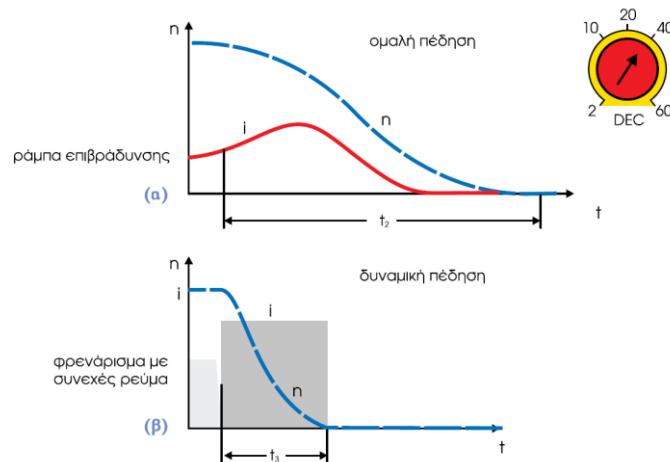 n
ομαλή πέδηση
n
i
ράμπα επιβράδυνσης
(α)
t₂
t
10
20
40
2
60
DEC
n
δυναμική πέδηση
i
i
φρενάρισμα με
συνεχές ρεύμα
n
(β)
t₃
t